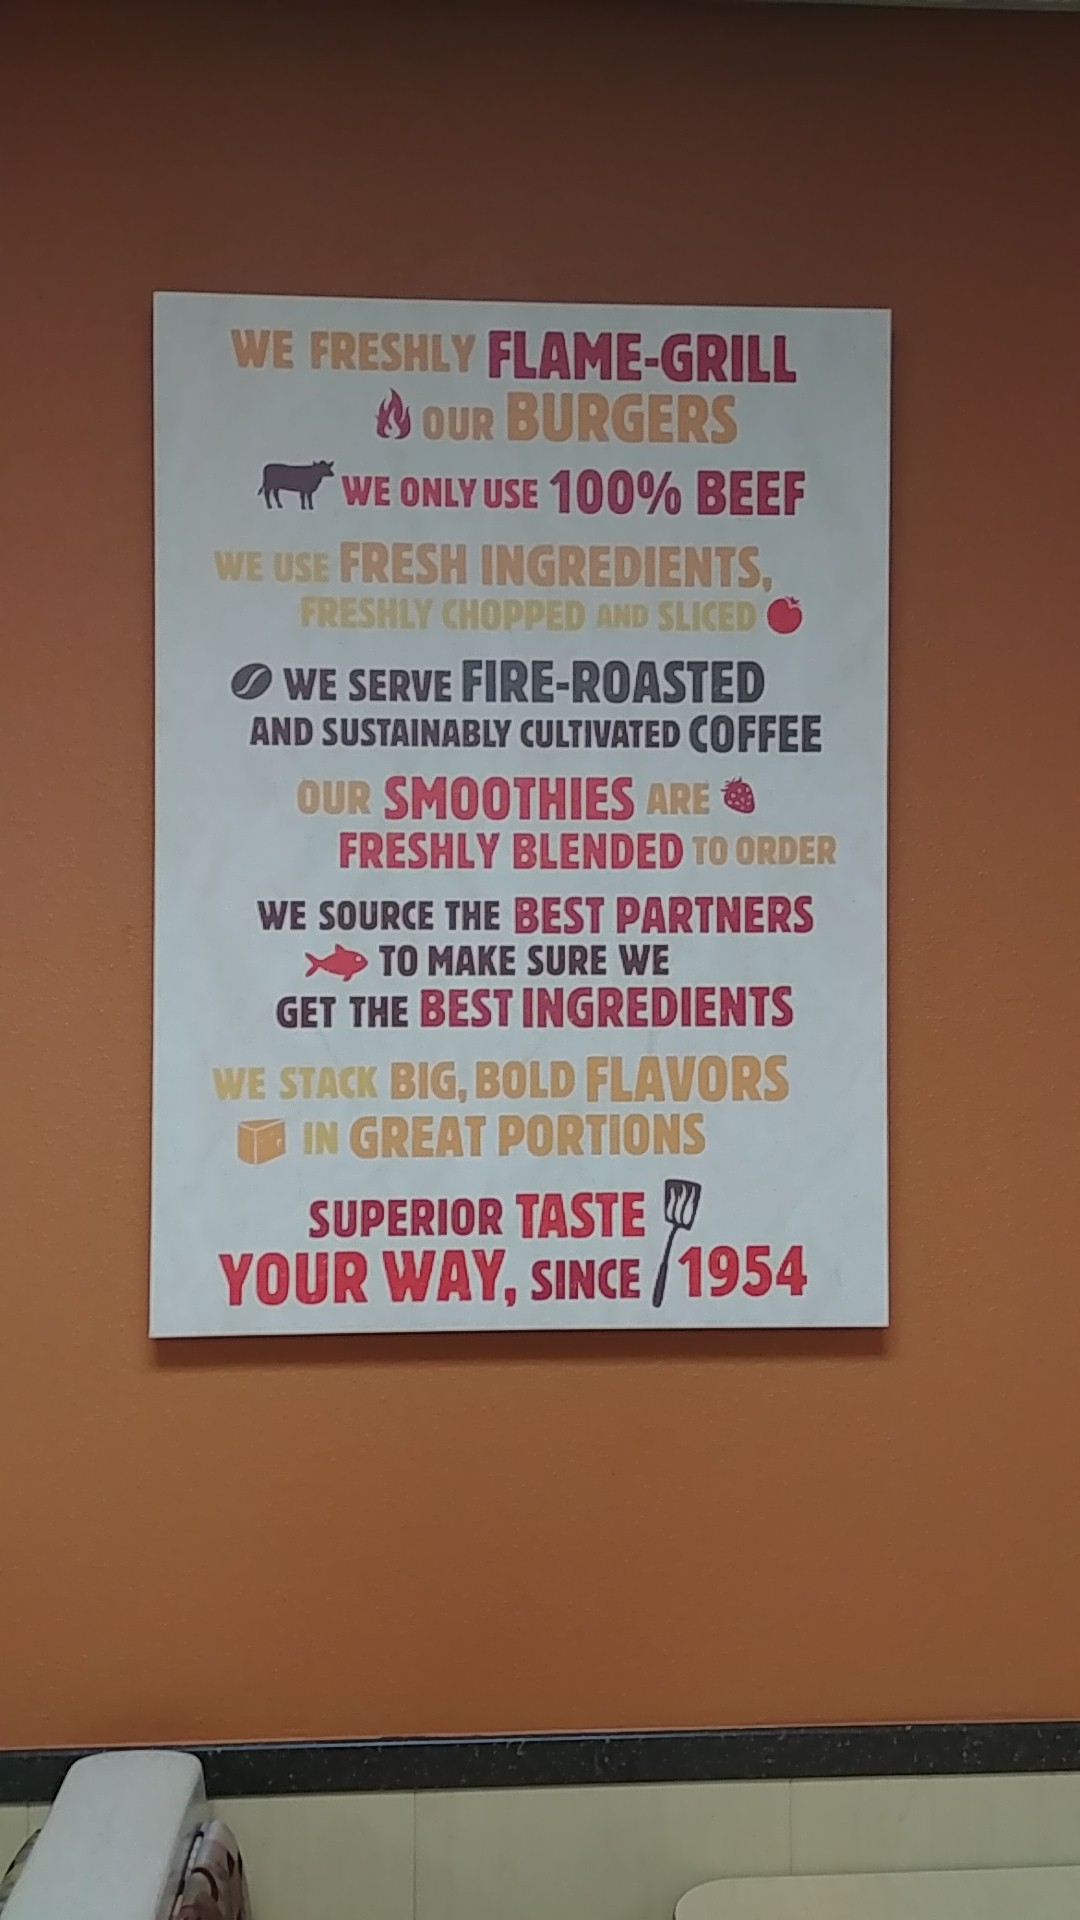 WE FRESHLY FLAME-GRILL
OUR BURGERS
WE ONLY USE 100% BEEF
WE USE FRESH INGREDIENTS,
FRESHLY CHOPPED AND SLICED
WE SERVE FIRE-ROASTED
AND SUSTAINABLY CULTIVATED COFFEE
OUR SMOOTHIES ARE
FRESHLY BLENDED TO ORDER
WE SOURCE THE BEST PARTNERS
TO MAKE SURE WE
GET THE BEST INGREDIENTS
WE STACK BIG, BOLD FLAVORS
IN GREAT PORTIONS
SUPERIOR TASTE
YOUR WAY, SINCE 1954